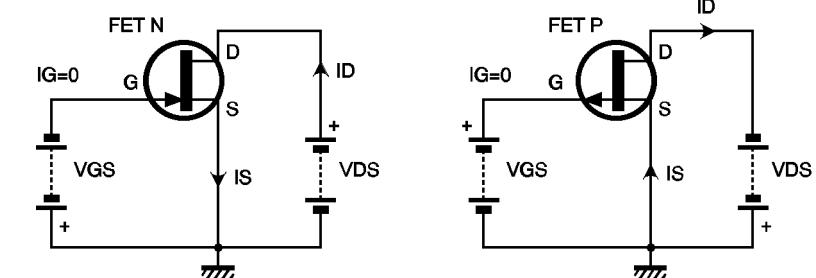 FET N
D
ID
IG=0
G
S
+
VGS
IS
VDS
+
ID
FET P
D
IG=0
G
S
+
VGS
IS
VDS
+